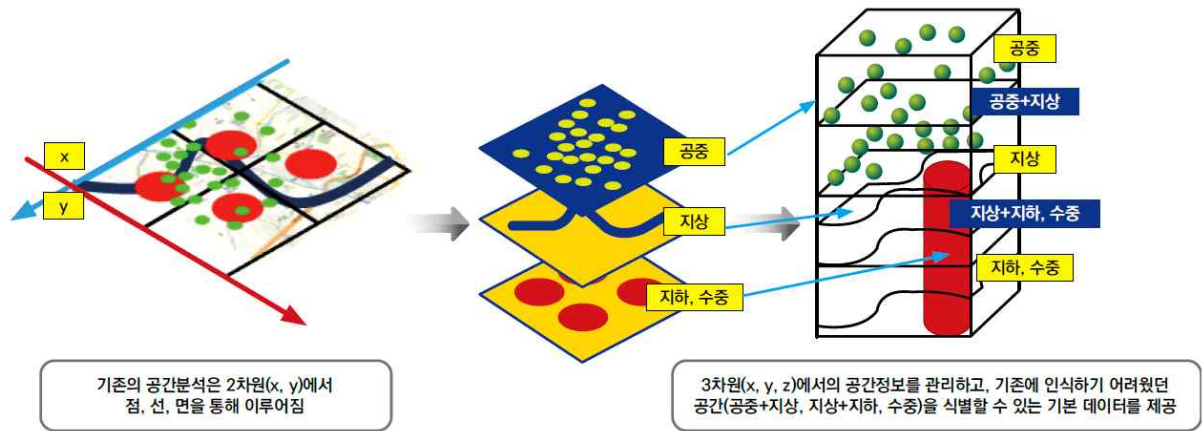 x
y
공중
지상
지하, 수중
공중
공중+지상
지상
지상+지하, 수중
지하, 수중
기존의 공간분석은 2차원(x, y)에서
점, 선, 면을 통해 이루어짐
3차원(x, y, z)에서의 공간정보를 관리하고, 기존에 인식하기 어려웠던
공간(공중+지상, 지상+지하, 수중)을 식별할 수 있는 기본 데이터를 제공